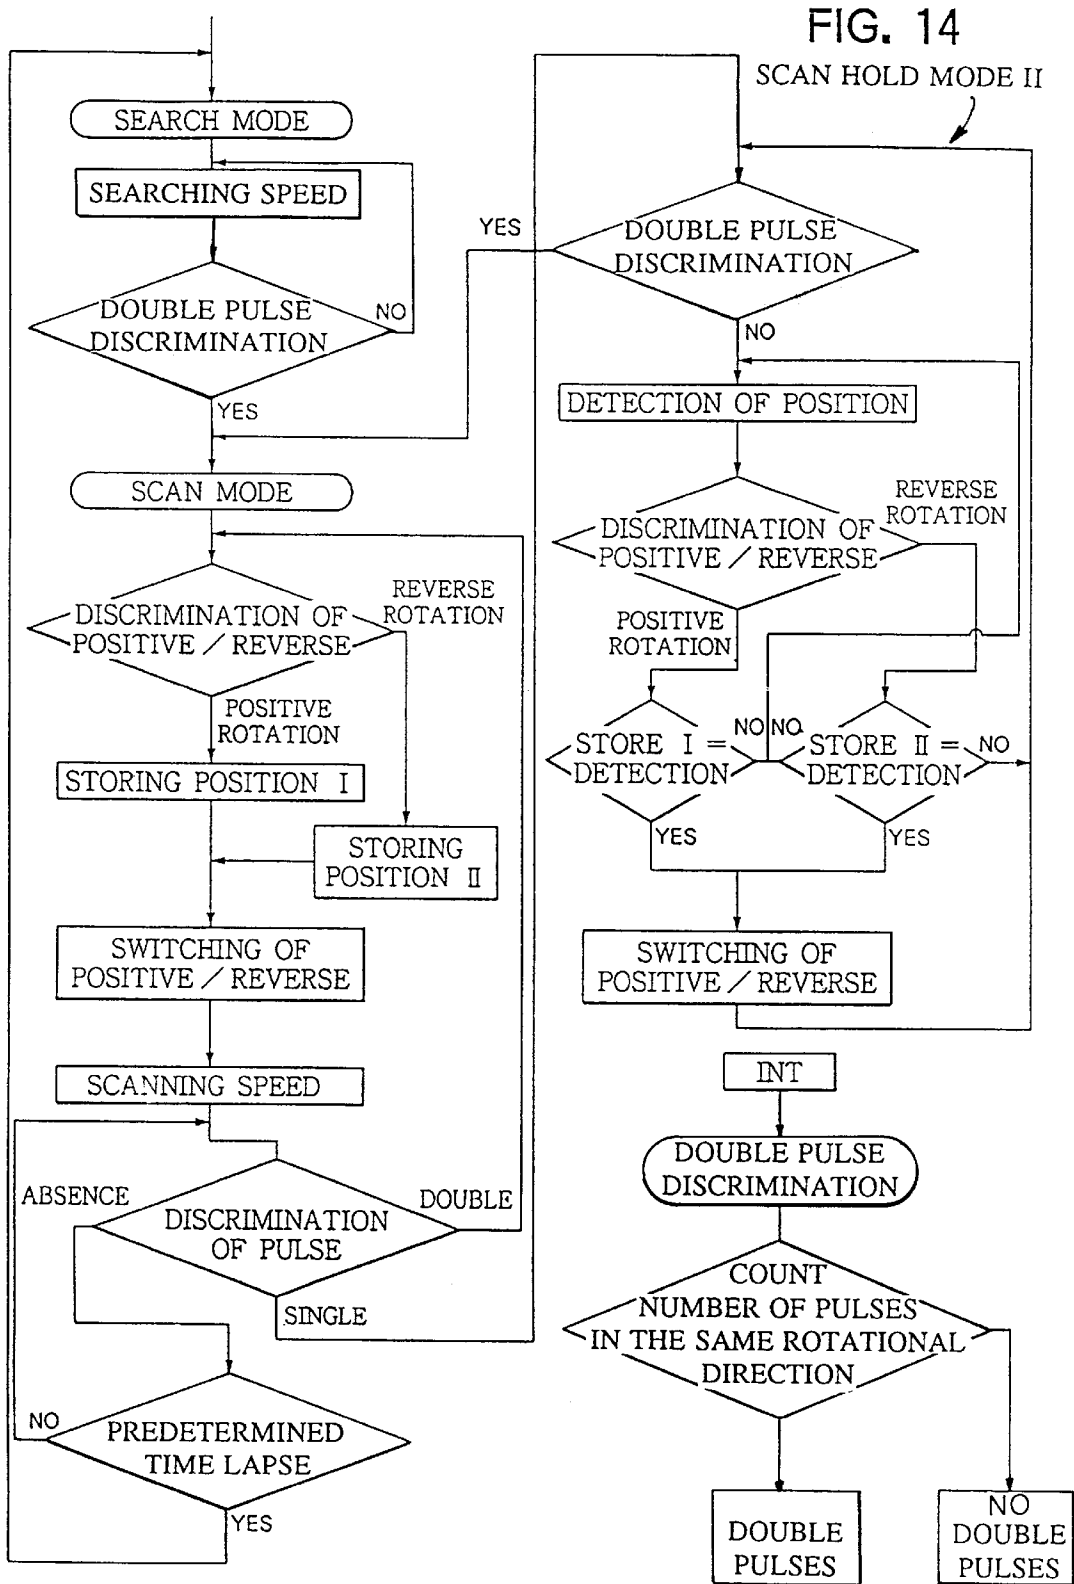 FIG. 14
SCAN HOLD MODE II
SEARCH MODE
SEARCHING SPEED
DOUBLE PULSE
DISCRIMINATION
NO
YES
SCAN MODE
DISCRIMINATION OF
POSITIVE / REVERSE
REVERSE
ROTATION
POSITIVE
ROTATION
STORING POSITION I
STORING
POSITION II
SWITCHING OF
POSITIVE / REVERSE
SCANNING SPEED
ABSENCE
DOUBLE
DISCRIMINATION
OF PULSE
SINGLE
NO
PREDETERMINED
TIME LAPSE
YES
YES
DOUBLE PULSE
DISCRIMINATION
NO
DETECTION OF POSITION
DISCRIMINATION OF
POSITIVE / REVERSE
REVERSE
ROTATION
POSITIVE
ROTATION
STORE I =
DETECTION
NO
NO
STORE II =
DETECTION
NO
YES
YES
SWITCHING OF
POSITIVE / REVERSE
INT
DOUBLE PULSE
DISCRIMINATION
COUNT
NUMBER OF PULSES
IN THE SAME ROTATIONAL
DIRECTION
DOUBLE
PULSES
NO
DOUBLE
PULSES